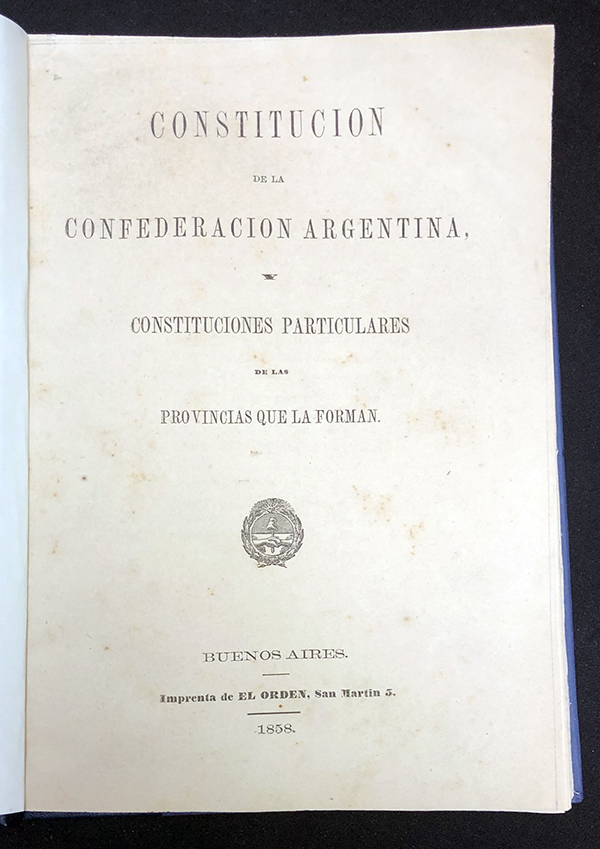 CONSTITUCION
DE LA
CONFEDERACION ARGENTINA,
Y
CONSTITUCIONES PARTICULARES
DE LAS
PROVINCIAS QUE LA FORMAN.
BUENOS AIRES.
Imprenta de EL ORDEN, San Martin 5.
1858.